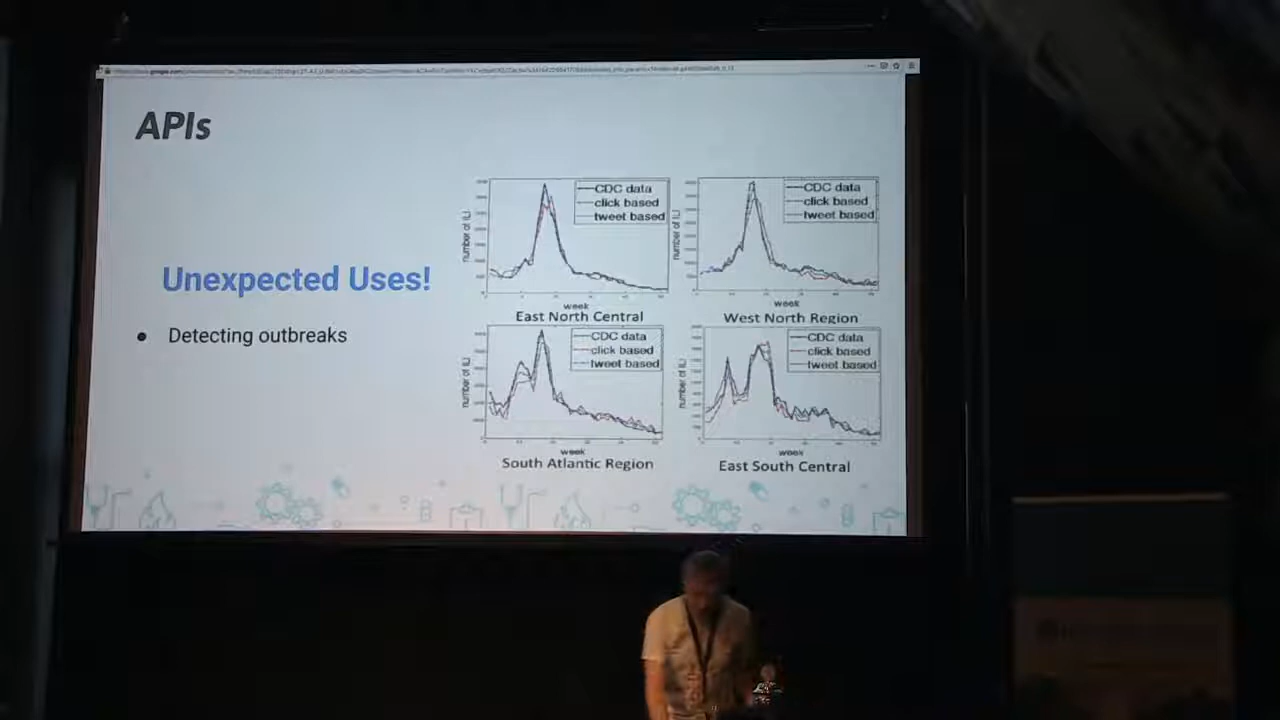 APIs
Unexpected Uses!
Detecting outbreaks
CDC data
click based
tweet based
number of ILI
week
East North Central
CDC data
click based
tweet based
number of ILI
week
West North Region
CDC data
click based
tweet based
number of ILI
week
South Atlantic Region
CDC data
click based
tweet based
number of ILI
week
East South Central